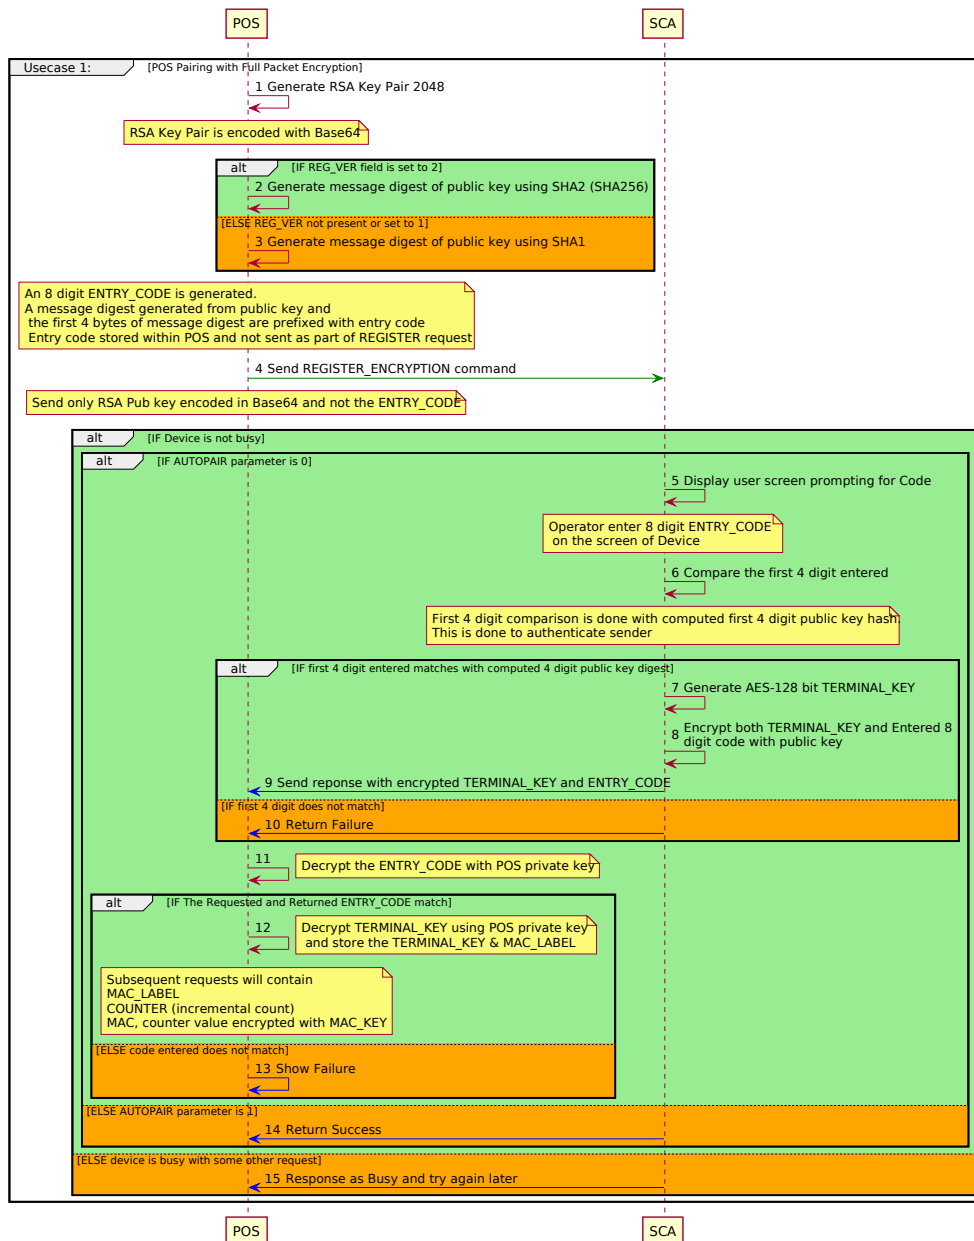 POS
SCA
Usecase 1:
[POS Pairing with Full Packet Encryption]
1 Generate RSA Key Pair 2048
RSA Key Pair is encoded with Base64
alt
[IF REG_VER field is set to 2]
2 Generate message digest of public key using SHA2 (SHA256)
[ELSE REG_VER not present or set to 1]
3 Generate message digest of public key using SHA1
An 8 digit ENTRY_CODE is generated.
A message digest generated from public key and
the first 4 bytes of message digest are prefixed with entry code
Entry code stored within POS and not sent as part of REGISTER request
4 Send REGISTER_ENCRYPTION command
Send only RSA Pub key encoded in Base64 and not the ENTRY_CODE
alt
[IF Device is not busy]
alt
[IF AUTOPAIR parameter is 0]
5 Display user screen prompting for Code
Operator enter 8 digit ENTRY_CODE
on the screen of Device
6 Compare the first 4 digit entered
First 4 digit comparison is done with computed first 4 digit public key hash.
This is done to authenticate sender
alt
[IF first 4 digit entered matches with computed 4 digit public key digest]
7 Generate AES-128 bit TERMINAL_KEY
8 Encrypt both TERMINAL_KEY and Entered 8
digit code with public key
9 Send reponse with encrypted TERMINAL_KEY and ENTRY_CODE
[IF first 4 digit does not match]
10 Return Failure
11
Decrypt the ENTRY_CODE with POS private key
alt
[IF The Requested and Returned ENTRY_CODE match]
12
Decrypt TERMINAL_KEY using POS private key
and store the TERMINAL_KEY & MAC_LABEL
Subsequent requests will contain
MAC_LABEL
COUNTER (incremental count)
MAC, counter value encrypted with MAC_KEY
[ELSE code entered does not match]
13 Show Failure
[ELSE AUTOPAIR parameter is 1]
14 Return Success
[ELSE device is busy with some other request]
15 Response as Busy and try again later
POS
SCA